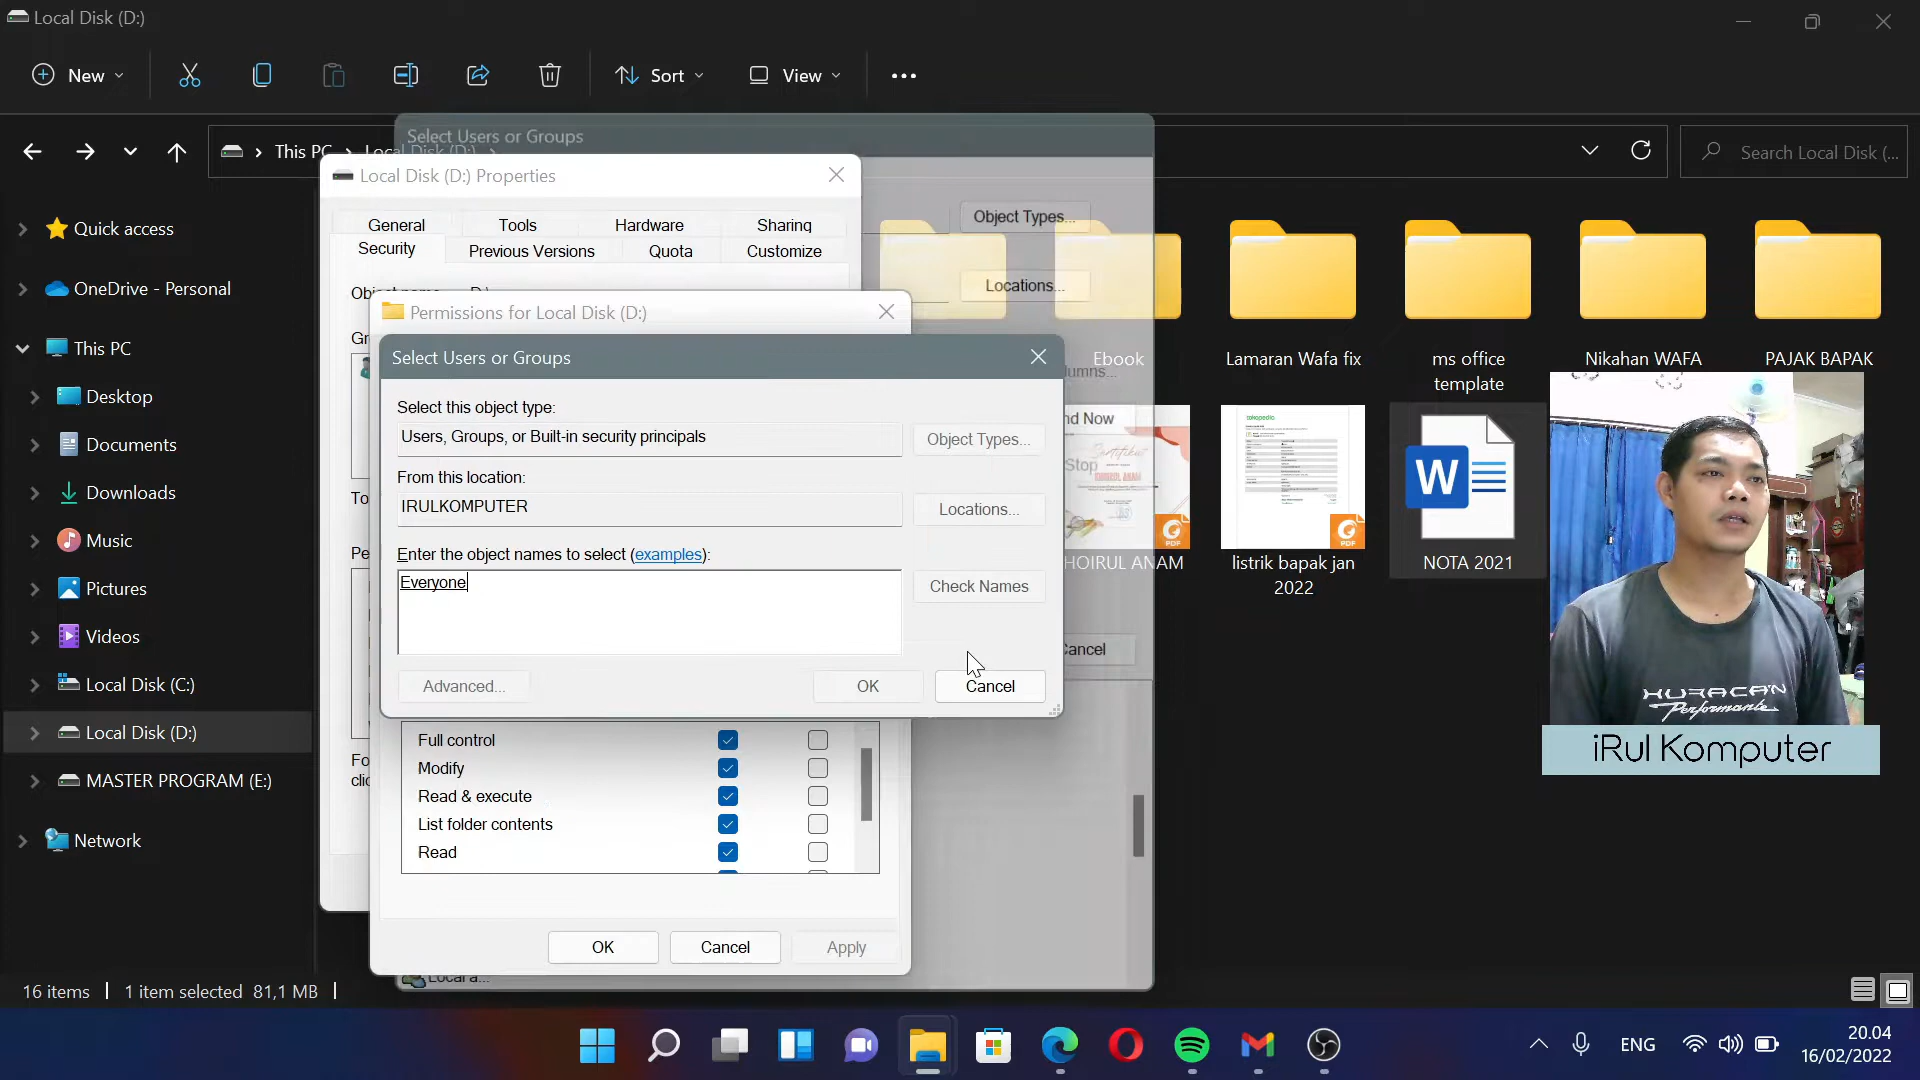 Local Disk (D:)
New
Sort
View
This PC
Local Disk (D:)
Search Local Disk (...
Select Users or Groups
Object Types...
Locations...
Quick access
OneDrive - Personal
This PC
Desktop
Documents
Downloads
Music
Pictures
Videos
Local Disk (C:)
Local Disk (D:)
MASTER PROGRAM (E:)
Network
Local Disk (D:) Properties
General
Tools
Hardware
Sharing
Security
Previous Versions
Quota
Customize
Permissions for Local Disk (D:)
Select Users or Groups
Select this object type:
Users, Groups, or Built-in security principals
Object Types...
From this location:
IRULKOMPUTER
Locations...
Enter the object names to select (examples):
Everyone
Check Names
Advanced...
OK
Cancel
Full control
Modify
Read & execute
List folder contents
Read
OK
Cancel
Apply
Stop
Ebook
Lamaran Wafa fix
ms office
template
Nikahan WAFA
PAJAK BAPAK
HOIRUL ANAM
PDF
tokopedia
PDF
listrik bapak jan
2022
W
NOTA 2021
HURACAN
Performante
iRul Komputer
16 items
1 item selected 81,1 MB
ENG
20.04
16/02/2022